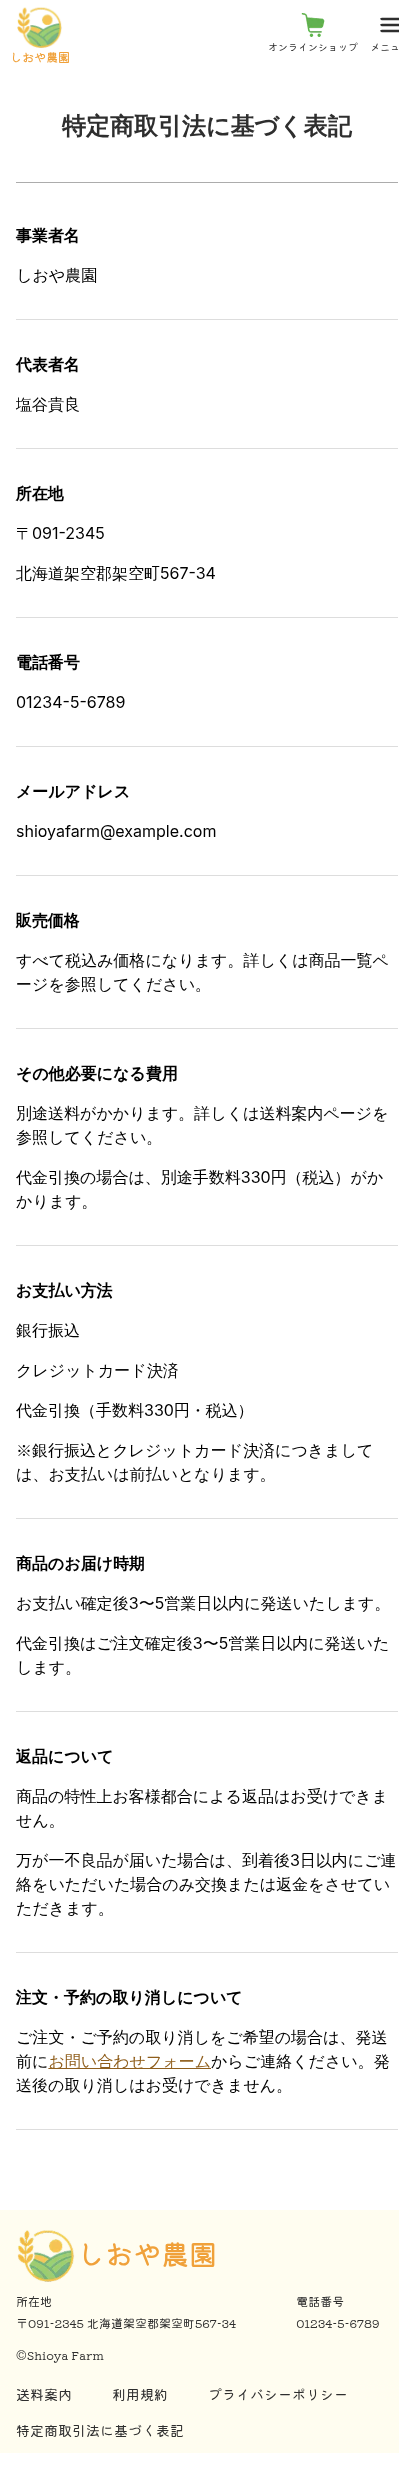 しおや農園
オンラインショップ
メニュ
特定商取引法に基づく表記
事業者名
しおや農園
代表者名
塩谷貴良
所在地
〒091-2345
北海道架空郡架空町567-34
電話番号
01234-5-6789
メールアドレス
shioyafarm@example.com
販売価格
すべて税込み価格になります。詳しくは商品一覧ペ
ージを参照してください。
その他必要になる費用
別途送料がかかります。詳しくは送料案内ページを
参照してください。
代金引換の場合は、別途手数料330円（税込）がか
かります。
お支払い方法
銀行振込
クレジットカード決済
代金引換（手数料330円・税込）
※銀行振込とクレジットカード決済につきまして
は、お支払いは前払いとなります。
商品のお届け時期
お支払い確定後3〜5営業日以内に発送いたします。
代金引換はご注文確定後3〜5営業日以内に発送いた
します。
返品について
商品の特性上お客様都合による返品はお受けできま
せん。
万が一不良品が届いた場合は、到着後3日以内にご連
絡をいただいた場合のみ交換または返金をさせてい
ただきます。
注文・予約の取り消しについて
ご注文・ご予約の取り消しをご希望の場合は、発送
前にお問い合わせフォームからご連絡ください。発
送後の取り消しはお受けできません。
しおや農園
所在地
〒091-2345 北海道架空郡架空町567-34
電話番号
01234-5-6789
©Shioya Farm
送料案内 利用規約 プライバシーポリシー
特定商取引法に基づく表記